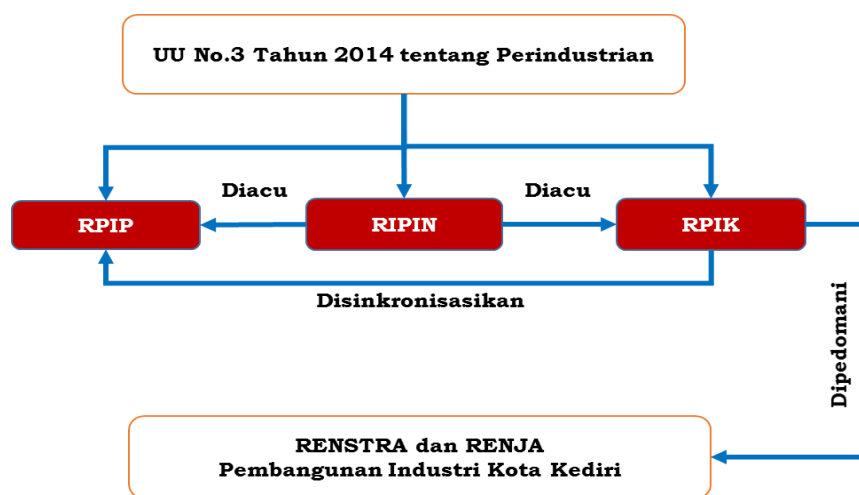 UU No.3 Tahun 2014 tentang Perindustrian
Diacu
Diacu
RPIP
RIPIN
RPIK
Disinkronisasikan
Dipedomani
RENSTRA dan RENJA
Pembangunan Industri Kota Kediri